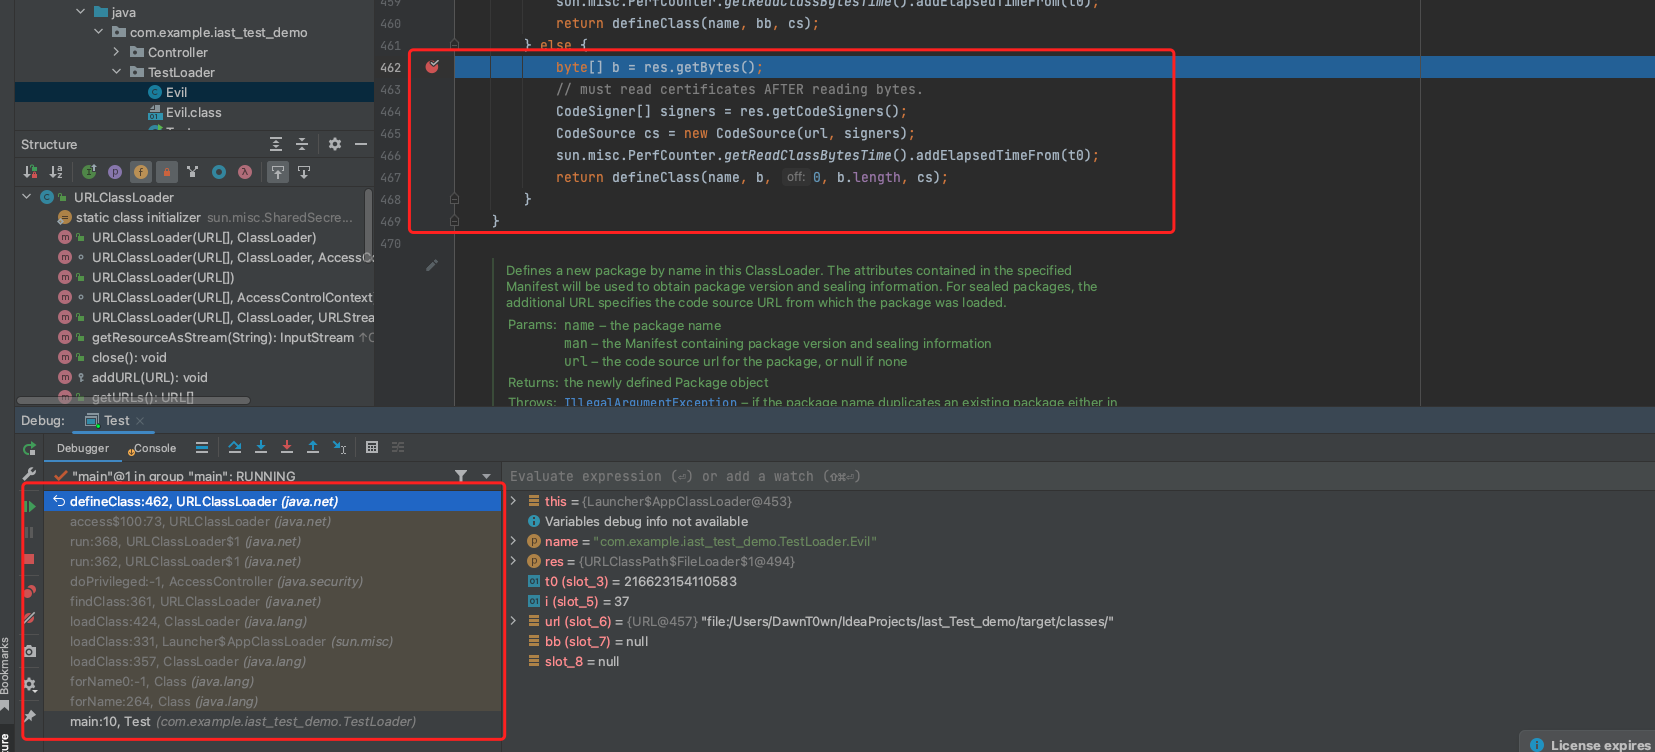 java
com.example.iast_test_demo
Controller
TestLoader
Evil
Evil.class
Structure
URLClassLoader
static class initializer sun.misc.SharedSecre...
URLClassLoader(URL[], ClassLoader)
URLClassLoader(URL[], ClassLoader, AccessCo
URLClassLoader(URL[])
URLClassLoader(URL[], AccessControlContext
URLClassLoader(URL[], ClassLoader, URLStrea
getResourceAsStream(String): InputStream
close(): void
addURL(URL): void
getURLs(): URL[]
459 sun.misc.PerfCounter.getReadClassBytesTime().addElapsedTimeFrom(t0);
460 return defineClass(name, bb, cs);
461 } else {
462 byte[] b = res.getBytes();
463 // must read certificates AFTER reading bytes.
464 CodeSigner[] signers = res.getCodeSigners();
465 CodeSource cs = new CodeSource(url, signers);
466 sun.misc.PerfCounter.getReadClassBytesTime().addElapsedTimeFrom(t0);
467 return defineClass(name, b, off: 0, b.length, cs);
468 }
469 }
470
Defines a new package by name in this ClassLoader. The attributes contained in the specified
Manifest will be used to obtain package version and sealing information. For sealed packages, the
additional URL specifies the code source URL from which the package was loaded.
Params: name – the package name
man – the Manifest containing package version and sealing information
url – the code source url for the package, or null if none
Returns: the newly defined Package object
Throws: IllegalArgumentException – if the package name duplicates an existing package either in
Debug: Test
Debugger Console
"main"@1 in group "main": RUNNING
defineClass:462, URLClassLoader (java.net)
access$100:73, URLClassLoader (java.net)
run:368, URLClassLoader$1 (java.net)
run:362, URLClassLoader$1 (java.net)
doPrivileged:-1, AccessController (java.security)
findClass:361, URLClassLoader (java.net)
loadClass:424, ClassLoader (java.lang)
loadClass:331, Launcher$AppClassLoader (sun.misc)
loadClass:357, ClassLoader (java.lang)
forName0:-1, Class (java.lang)
forName:264, Class (java.lang)
main:10, Test (com.example.iast_test_demo.TestLoader)
Evaluate expression (⏎) or add a watch (⇧⌘⏎)
this = {Launcher$AppClassLoader@453}
Variables debug info not available
name = "com.example.iast_test_demo.TestLoader.Evil"
res = {URLClassPath$FileLoader$1@494}
t0 (slot_3) = 216623154110583
i (slot_5) = 37
url (slot_6) = {URL@457} "file:/Users/DawnT0wn/IdeaProjects/Iast_Test_demo/target/classes/"
bb (slot_7) = null
slot_8 = null
Bookmarks
License expires